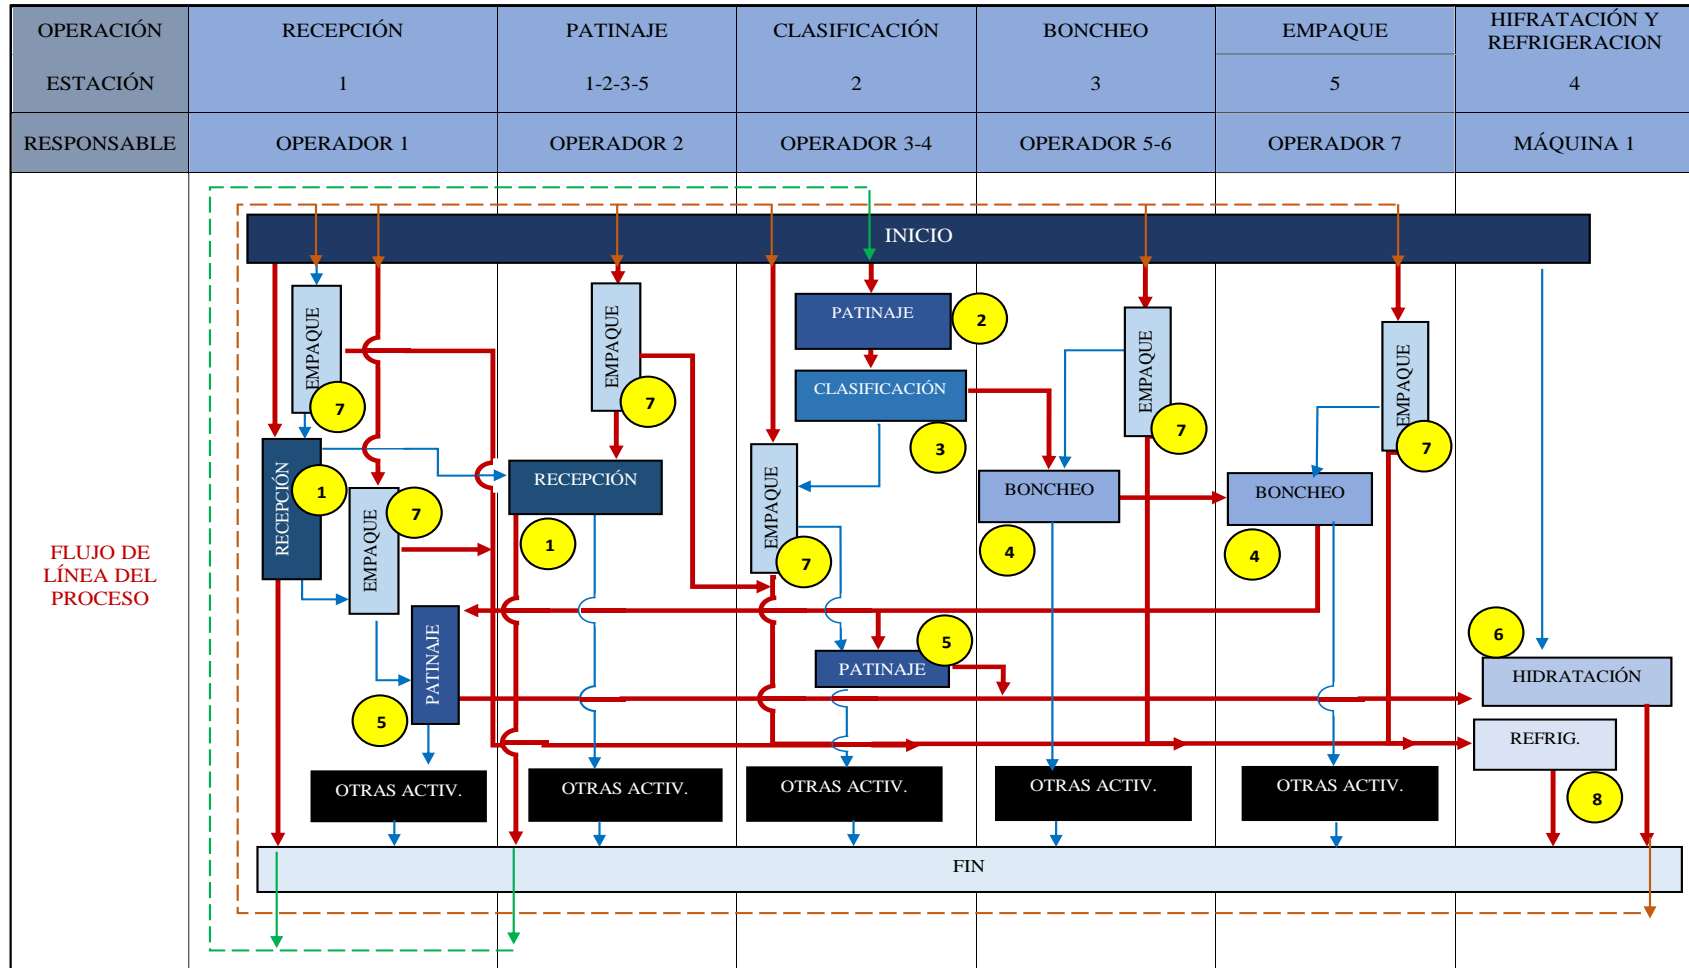 OPERACIÓN
RECEPCIÓN
PATINAJE
CLASIFICACIÓN
BONCHEO
EMPAQUE
HIFRATACIÓN Y
REFRIGERACION
ESTACIÓN
1
1-2-3-5
2
3
5
4
RESPONSABLE
OPERADOR 1
OPERADOR 2
OPERADOR 3-4
OPERADOR 5-6
OPERADOR 7
MÁQUINA 1
FLUJO DE
LÍNEA DEL
PROCESO
INICIO
EMPAQUE
7
RECEPCIÓN
1
EMPAQUE
7
PATINAJE
5
OTRAS ACTIV.
EMPAQUE
7
RECEPCIÓN
1
OTRAS ACTIV.
PATINAJE
2
CLASIFICACIÓN
3
EMPAQUE
7
PATINAJE
5
OTRAS ACTIV.
EMPAQUE
7
BONCHEO
4
OTRAS ACTIV.
EMPAQUE
7
BONCHEO
4
OTRAS ACTIV.
6
HIDRATACIÓN
REFRIG.
8
FIN